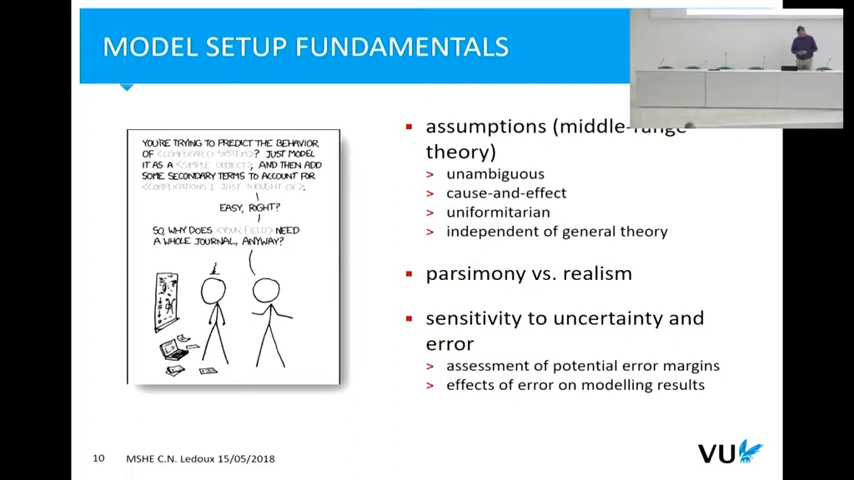 MODEL SETUP FUNDAMENTALS
YOU'RE TRYING TO PREDICT THE BEHAVIOR
OF <COMPLICATED SYSTEM>? JUST MODEL
IT AS A <SIMPLE OBJECT>, AND THEN ADD
SOME SECONDARY TERMS TO ACCOUNT FOR
<COMPLICATIONS I JUST THOUGHT OF>.
EASY, RIGHT?
SO, WHY DOES <YOUR FIELD> NEED
A WHOLE JOURNAL, ANYWAY?
assumptions (middle-range
theory)
> unambiguous
> cause-and-effect
> uniformitarian
> independent of general theory
parsimony vs. realism
sensitivity to uncertainty and
error
> assessment of potential error margins
> effects of error on modelling results
10 MSHE C.N. Ledoux 15/05/2018
VU